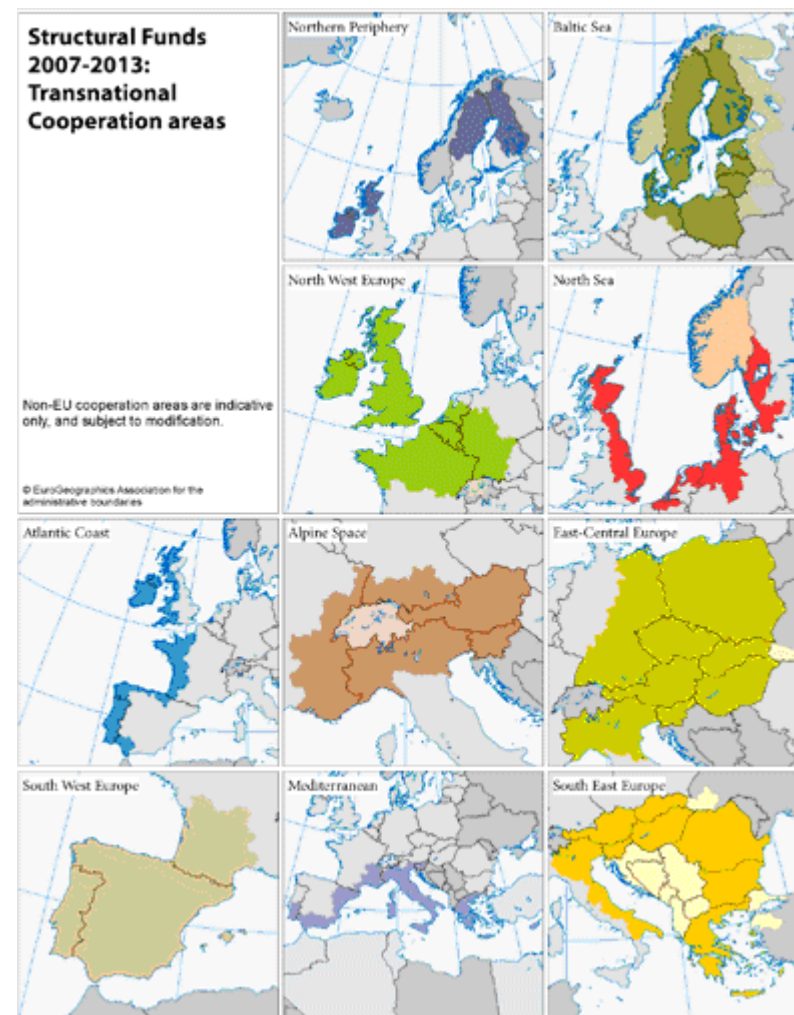 Structural Funds
2007-2013:
Transnational
Cooperation areas
Non-EU cooperation areas are indicative
only, and subject to modification.
© EuroGeographics Association for the
administrative boundaries
Northern Periphery
Baltic Sea
North West Europe
North Sea
Atlantic Coast
Alpine Space
East-Central Europe
South West Europe
Mediterranean
South East Europe